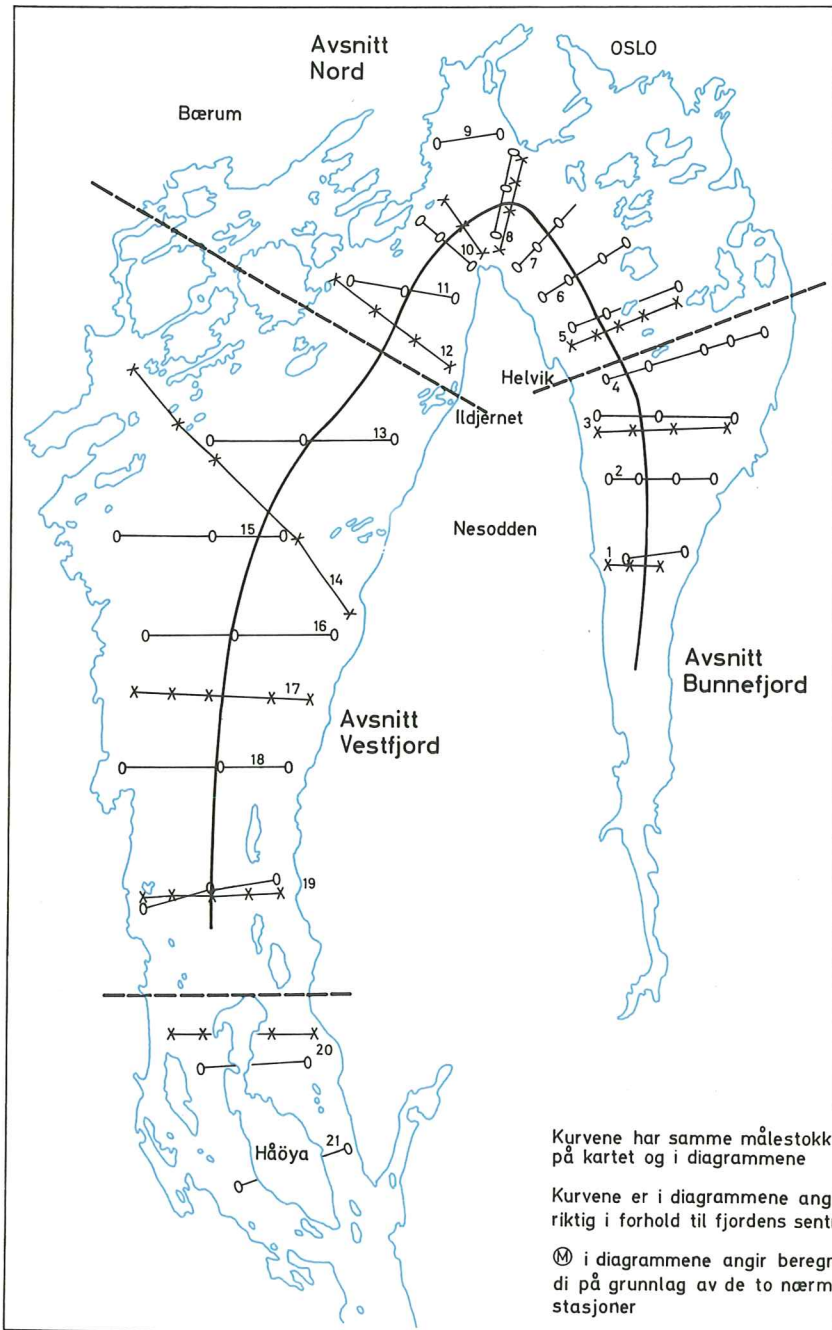 Avsnitt
Nord
OSLO
Bærum
9
10
8
7
11
6
12
5
Helvik
4
Ildjernet
13
3
2
15
Nesodden
1
14
16
17
Avsnitt
Bunnefjord
Avsnitt
Vestfjord
18
19
20
21
Håöya
Kurvene har samme målestokk
på kartet og i diagrammene
Kurvene er i diagrammene ang
riktig i forhold til fjordens sent
Ⓜ i diagrammene angir beregn
di på grunnlag av de to nærm
stasjoner